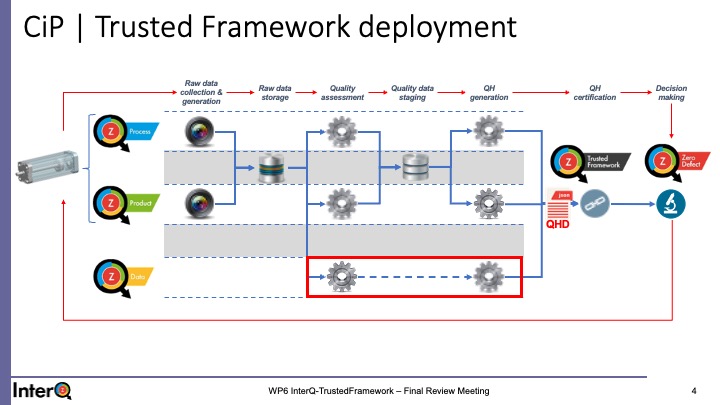 CiP | Trusted Framework deployment
Raw data
collection &
generation
Raw data
storage
Quality
assessment
Quality data
staging
QH
generation
QH
certification
Decision
making
Z Process
Z Trusted
Framework
Z Zero
Defect
Z Product
json
QHD
Z Data
InterQ
WP6 InterQ-TrustedFramework – Final Review Meeting
4